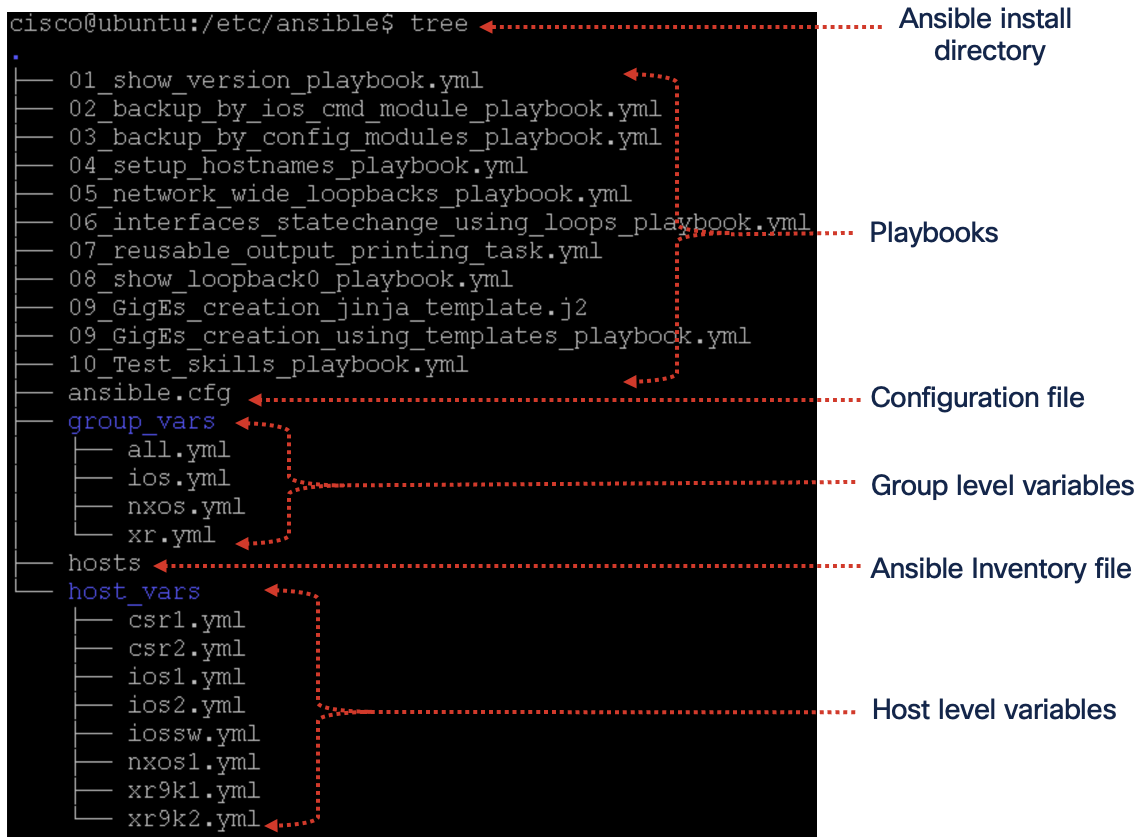 cisco@ubuntu:/etc/ansible$ tree
Ansible install
directory
.
├── 01_show_version_playbook.yml
├── 02_backup_by_ios_cmd_module_playbook.yml
├── 03_backup_by_config_modules_playbook.yml
├── 04_setup_hostnames_playbook.yml
├── 05_network_wide_loopbacks_playbook.yml
├── 06_interfaces_statechange_using_loops_playbook.yml
Playbooks
├── 07_reusable_output_printing_task.yml
├── 08_show_loopback0_playbook.yml
├── 09_GigEs_creation_jinja_template.j2
├── 09_GigEs_creation_using_templates_playbook.yml
├── 10_Test_skills_playbook.yml
├── ansible.cfg
Configuration file
├── group_vars
│   ├── all.yml
│   ├── ios.yml
Group level variables
│   ├── nxos.yml
│   └── xr.yml
├── hosts
Ansible Inventory file
└── host_vars
    ├── csr1.yml
    ├── csr2.yml
    ├── ios1.yml
    ├── ios2.yml
Host level variables
    ├── iossw.yml
    ├── nxos1.yml
    ├── xr9k1.yml
    └── xr9k2.yml